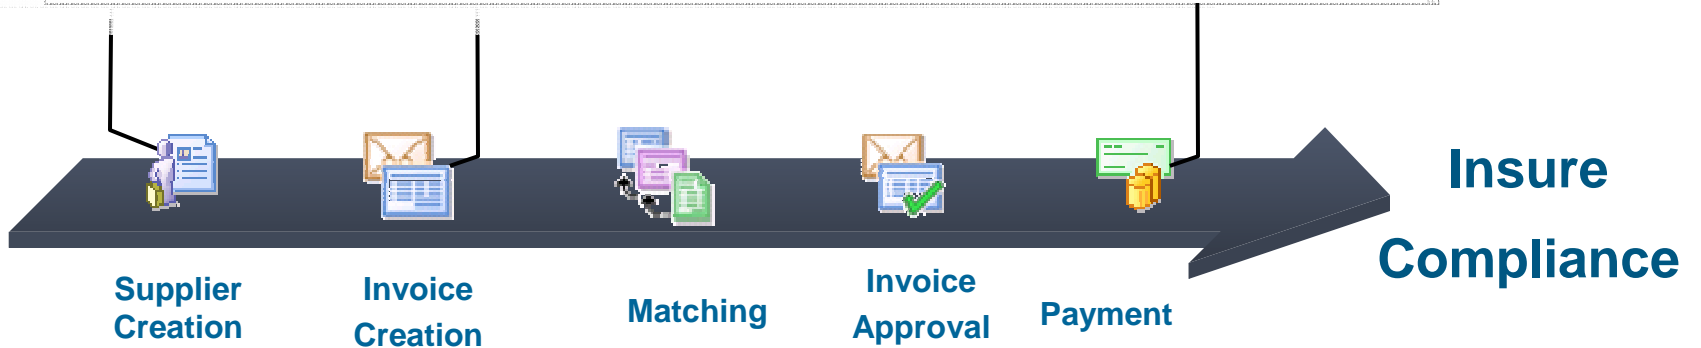 Supplier
Creation
Invoice
Creation
Matching
Invoice
Approval
Payment
Insure
Compliance